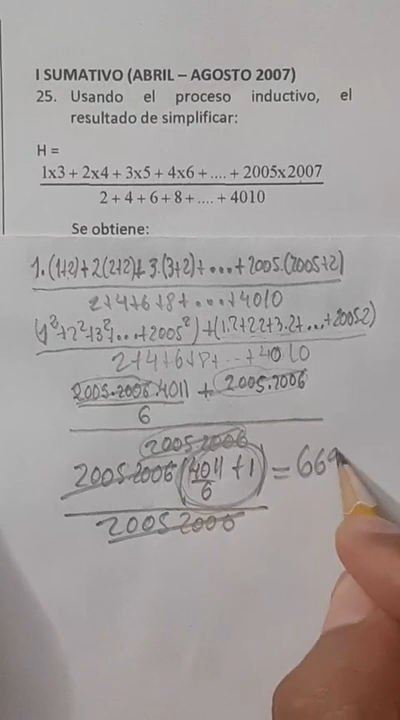 I SUMATIVO (ABRIL – AGOSTO 2007)
25. Usando el proceso inductivo, el
resultado de simplificar:
H =
1x3 + 2x4 + 3x5 + 4x6 + .... + 2005x2007
2 + 4 + 6 + 8 + .... + 4010
Se obtiene:
1.(1+2)+2(2+2)+3.(3+2)+...+2005.(2005+2)
2+4+6+8+...+4010
(1²+2²+3²+...+2005²)+(1.2+2.2+3.2+...+2005.2)
2+4+6+8+...+4010
2005.2006.4011 + 2005.2006
6
2005.2006
2005.2006(4011/6 + 1) = 669
2005.2006